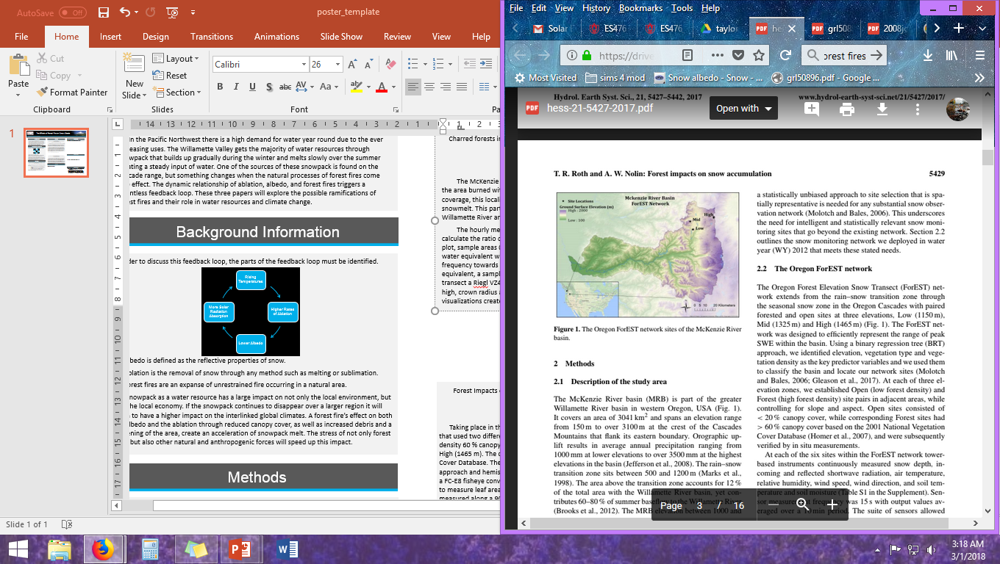 AutoSave Off
poster_template
File Home Insert Design Transitions Animations Slide Show Review View Help
Paste
Cut
Copy
Format Painter
Clipboard
New Slide
Layout
Reset
Section
Slides
Calibri 26
B I U S abc AV Aa
Font
1
14 13 12 11 10 9 8 7 6 5 4 3 2 1 1 2 3
In the Pacific Northwest there is a high demand for water year round due to the ever
easing uses. The Willamette Valley gets the majority of water resources through
wpack that builds up gradually during the winter and melts slowly over the summer
ating a steady input of water. One of the sources of these snowpack is found on the
cade range, but something changes when the natural processes of forest fires come
effect. The dynamic relationship of ablation, albedo, and forest fires triggers a
ntless feedback loop. These three papers will explore the possible ramifications of
st fires and their role in water resources and climate change.
Background Information
der to discuss this feedback loop, the parts of the feedback loop must be identified.
Rising Temperatures
Higher Rates of Ablation
Lower Albedo
More Solar Radiation Absorption
lbedo is defined as the reflective properties of snow.
blation is the removal of snow through any method such as melting or sublimation.
orest fires are an expanse of unrestrained fire occurring in a natural area.
nowpack as a water resource has a large impact on not only the local environment, but
the local economy. If the snowpack continues to disappear over a larger region it will
to have a higher impact on the interlinked global climates. A forest fire's effect on both
lbedo and the ablation through reduced canopy cover, as well as increased debris and a
ening of the area, create an acceleration of snowpack melt. The stress of not only forest
but also other natural and anthropogenic forces will speed up this impact.
Methods
Charred forests in
The McKenzie
the area burned wit
coverage, this locali
snowmelt. This part
Willamette River an
The hourly me
calculate the ratio o
plot, sample areas
water equivalent w
frequency towards
equivalent, a sampl
transect a Riegl VZ4
high, crown radius a
visualizations create
Forest Impacts o
Taking place in th
that used two differe
density 60 % canopy
High (1465 m). The
Cover Database. The
approach and hemis
a FC-E8 fisheye conv
to measure leaf area
measured along a 90
Slide 1 of 1
File Edit View History Bookmarks Tools Help
Solar
ES476
ES476
taylo
hes
grl508
2008j
https://drive
orest fires
Most Visited sims 4 mod Snow albedo - Snow - ... grl50896.pdf - Google ...
Hydrol. Earth Syst. Sci., 21, 5427–5442, 2017
www.hydrol-earth-syst-sci.net/21/5427/2017/
PDF hess-21-5427-2017.pdf
Open with
T. R. Roth and A. W. Nolin: Forest impacts on snow accumulation
5429
McKenzie River Basin
ForEST Network
Site Locations
Ground Surface Elevation (m)
High : 2000
Low : 100
High
Mid
Low
0 5 10 20 Kilometers
Figure 1. The Oregon ForEST network sites of the McKenzie River
basin.
2 Methods
2.1 Description of the study area
The McKenzie River basin (MRB) is part of the greater
Willamette River basin in western Oregon, USA (Fig. 1).
It covers an area of 3041 km² and spans an elevation range
from 150 m to over 3100 m at the crest of the Cascades
Mountains that flank its eastern boundary. Orographic up-
lift results in average annual precipitation ranging from
1000 mm at lower elevations to over 3500 mm at the highest
elevations in the basin (Jefferson et al., 2008). The rain–snow
transition zone sits between 500 and 1200 m (Marks et al.,
1998). The area above the transition zone accounts for 12 %
of the total area with the Willamette River basin, yet con-
tributes 60–80 % of summer baseflow to the Willamette River
(Brooks et al., 2012). The MRB elevation between 1000 and
a statistically unbiased approach to site selection that is spa-
tially representative is needed for any substantial snow obser-
vation network (Molotch and Bales, 2006). This underscores
the need for intelligent and statistically relevant snow moni-
toring sites that go beyond the existing network. Section 2.2
outlines the snow monitoring network we deployed in water
year (WY) 2012 that meets these stated needs.
2.2 The Oregon ForEST network
The Oregon Forest Elevation Snow Transect (ForEST) net-
work extends from the rain–snow transition zone through
the seasonal snow zone in the Oregon Cascades with paired
forested and open sites at three elevations, Low (1150 m),
Mid (1325 m) and High (1465 m) (Fig. 1). The ForEST net-
work was designed to efficiently represent the range of peak
SWE within the basin. Using a binary regression tree (BRT)
approach, we identified elevation, vegetation type and vege-
tation density as the key predictor variables and we used them
to classify the basin and locate our network sites (Molotch
and Bales, 2006; Gleason et al., 2017). At each of three el-
evation zones, we established Open (low forest density) and
Forest (high forest density) site pairs in adjacent areas, while
controlling for slope and aspect. Open sites consisted of
< 20 % canopy cover, while corresponding Forest sites had
> 60 % canopy cover based on the 2001 National Vegetation
Cover Database (Homer et al., 2007), and were subsequently
verified by in situ measurements.
At each of the six sites within the ForEST network tower-
based instruments continuously measured snow depth, in-
coming and reflected shortwave radiation, air temperature,
relative humidity, wind speed, wind direction, and soil tem-
perature and soil moisture (Table S1 in the Supplement). Sen-
sor measurement frequency was 15 s with output values av-
eraged over a 10 min period. The suite of sensors allowed
Page 3 / 16
3:18 AM
3/1/2018